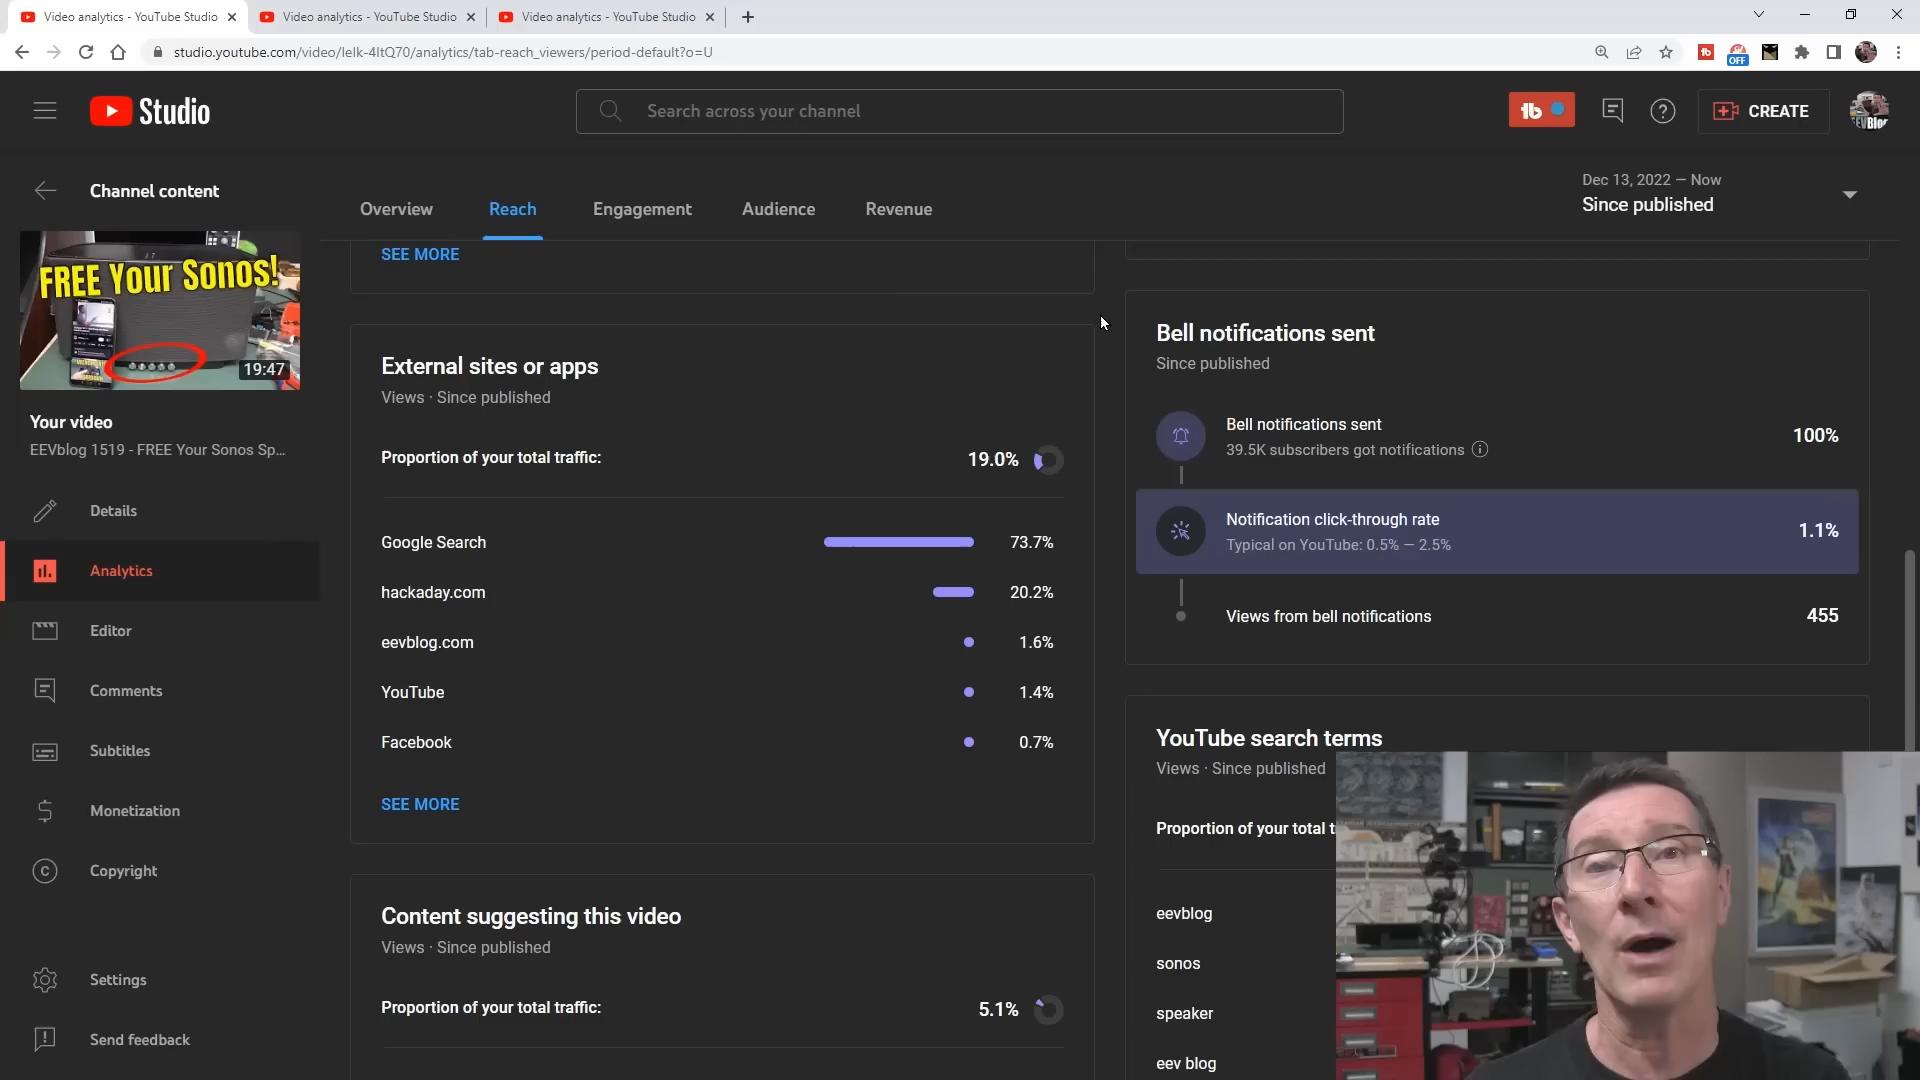 Video analytics - YouTube Studio
Video analytics - YouTube Studio
Video analytics - YouTube Studio
studio.youtube.com/video/lelk-4ltQ70/analytics/tab-reach_viewers/period-default?o=U
tb
OFF
Studio
Search across your channel
tb
CREATE
EEVBlog
Channel content
FREE Your Sonos!
19:47
Your video
EEVblog 1519 - FREE Your Sonos Sp...
Details
Analytics
Editor
Comments
Subtitles
Monetization
Copyright
Settings
Send feedback
Overview
Reach
Engagement
Audience
Revenue
Dec 13, 2022 – Now
Since published
SEE MORE
External sites or apps
Views · Since published
Proportion of your total traffic: 19.0%
Google Search 73.7%
hackaday.com 20.2%
eevblog.com 1.6%
YouTube 1.4%
Facebook 0.7%
SEE MORE
Content suggesting this video
Views · Since published
Proportion of your total traffic: 5.1%
Bell notifications sent
Since published
Bell notifications sent
39.5K subscribers got notifications
100%
Notification click-through rate
Typical on YouTube: 0.5% – 2.5%
1.1%
Views from bell notifications 455
YouTube search terms
Views · Since published
Proportion of your total t
eevblog
sonos
speaker
eev blog